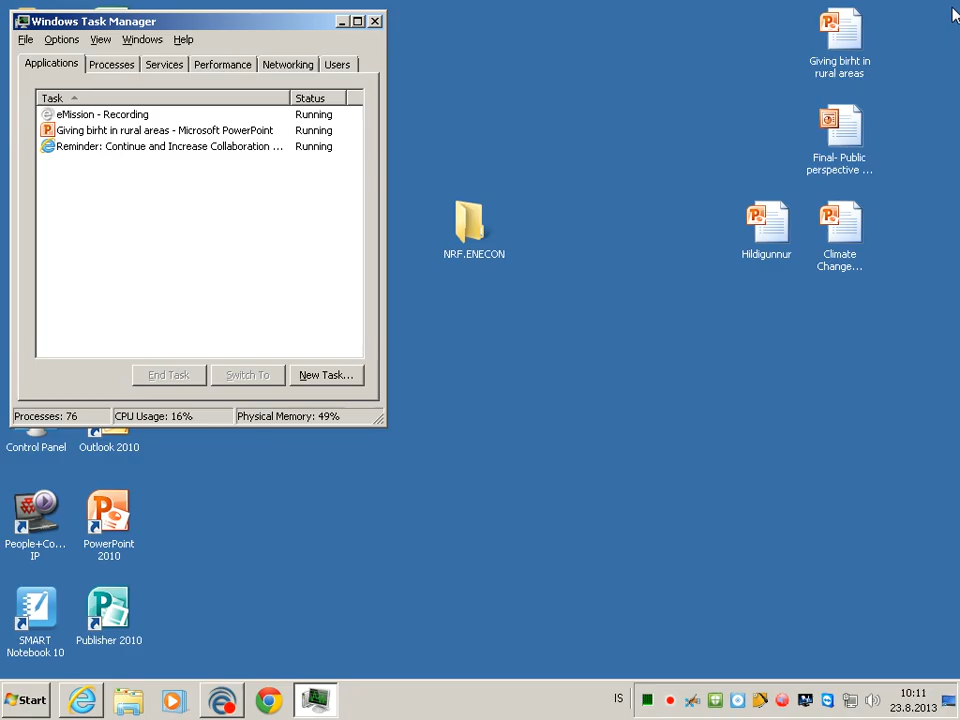 Windows Task Manager
File Options View Windows Help
Applications Processes Services Performance Networking Users
Task Status
eMission - Recording Running
Giving birht in rural areas - Microsoft PowerPoint Running
Reminder: Continue and Increase Collaboration ... Running
End Task Switch To New Task...
Processes: 76 CPU Usage: 16% Physical Memory: 49%
Giving birht in
rural areas
Final- Public
perspective ...
NRF.ENECON
Hildigunnur
Climate
Change...
Control Panel
Outlook 2010
People+Co...
IP
PowerPoint
2010
SMART
Notebook 10
Publisher 2010
Start
IS
10:11
23.8.2013